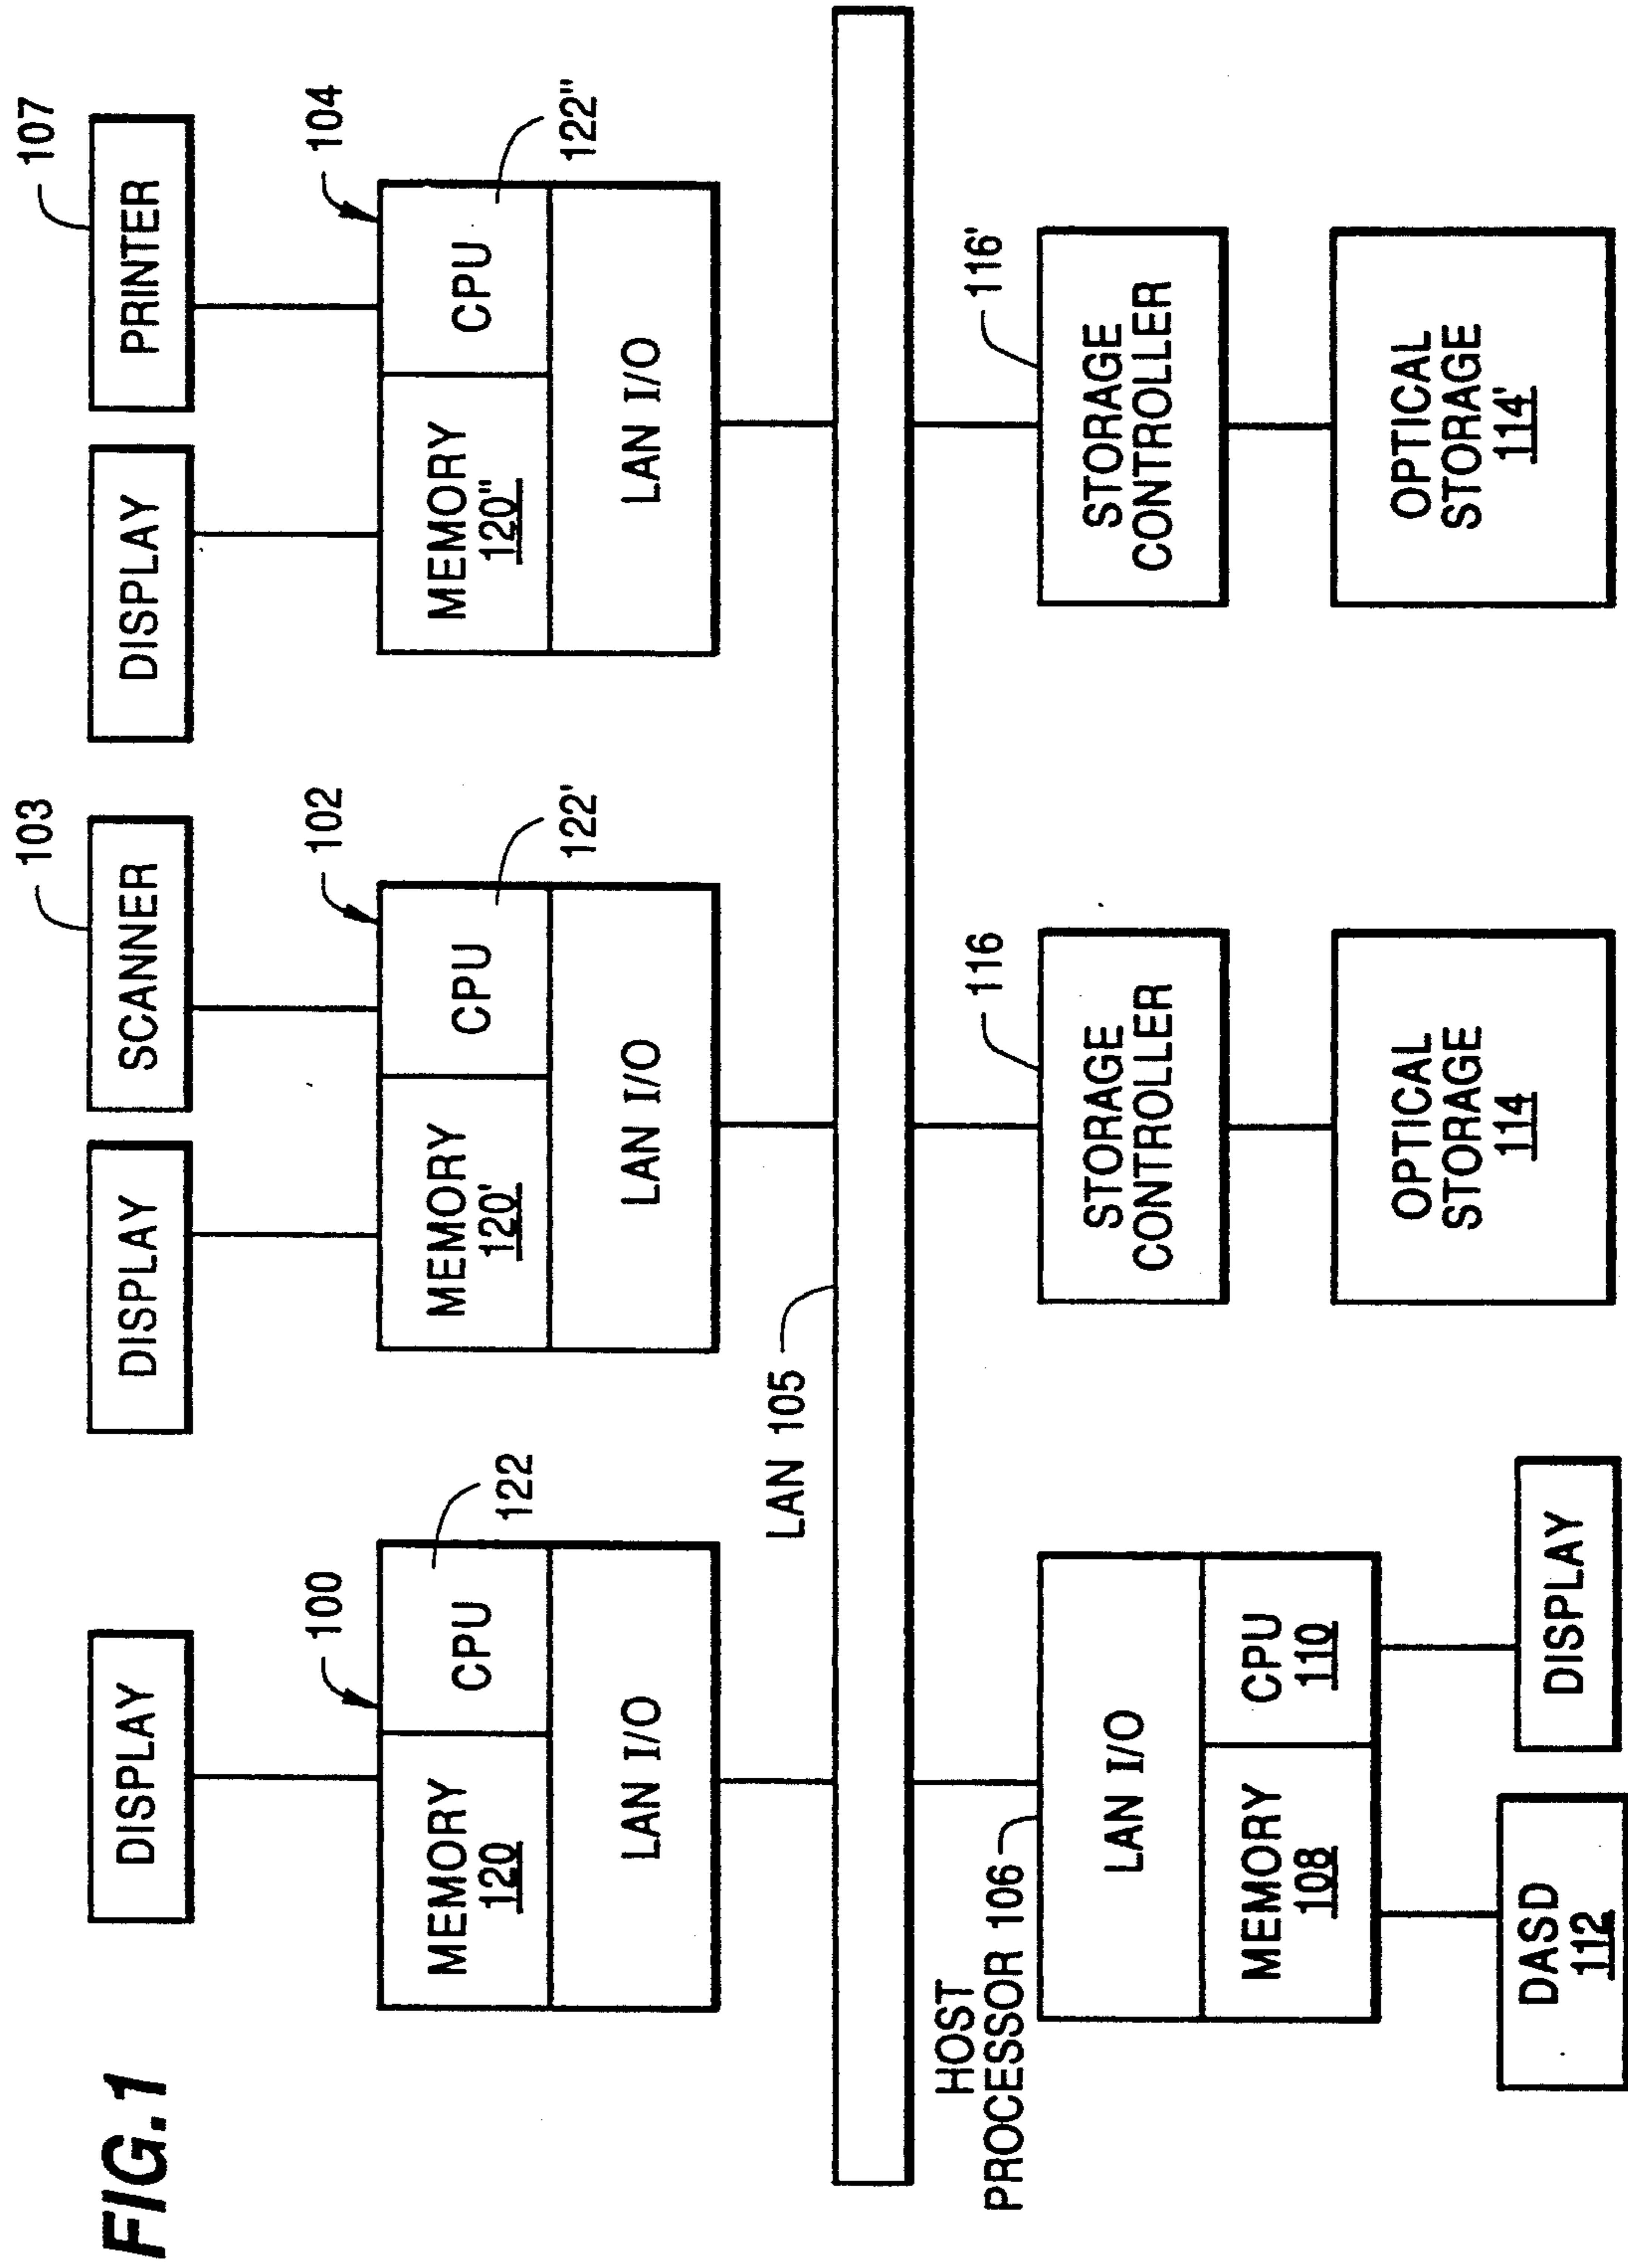 FIG.1
107
103
DISPLAY
DISPLAY
SCANNER
DISPLAY
PRINTER
100
102
104
MEMORY
120
CPU
122
LAN I/O
MEMORY
120'
CPU
122'
LAN I/O
MEMORY
120"
CPU
122"
LAN I/O
LAN 105
HOST
PROCESSOR 106
116
116'
LAN I/O
MEMORY
108
CPU
110
STORAGE
CONTROLLER
STORAGE
CONTROLLER
DASD
112
DISPLAY
OPTICAL
STORAGE
114
OPTICAL
STORAGE
114'